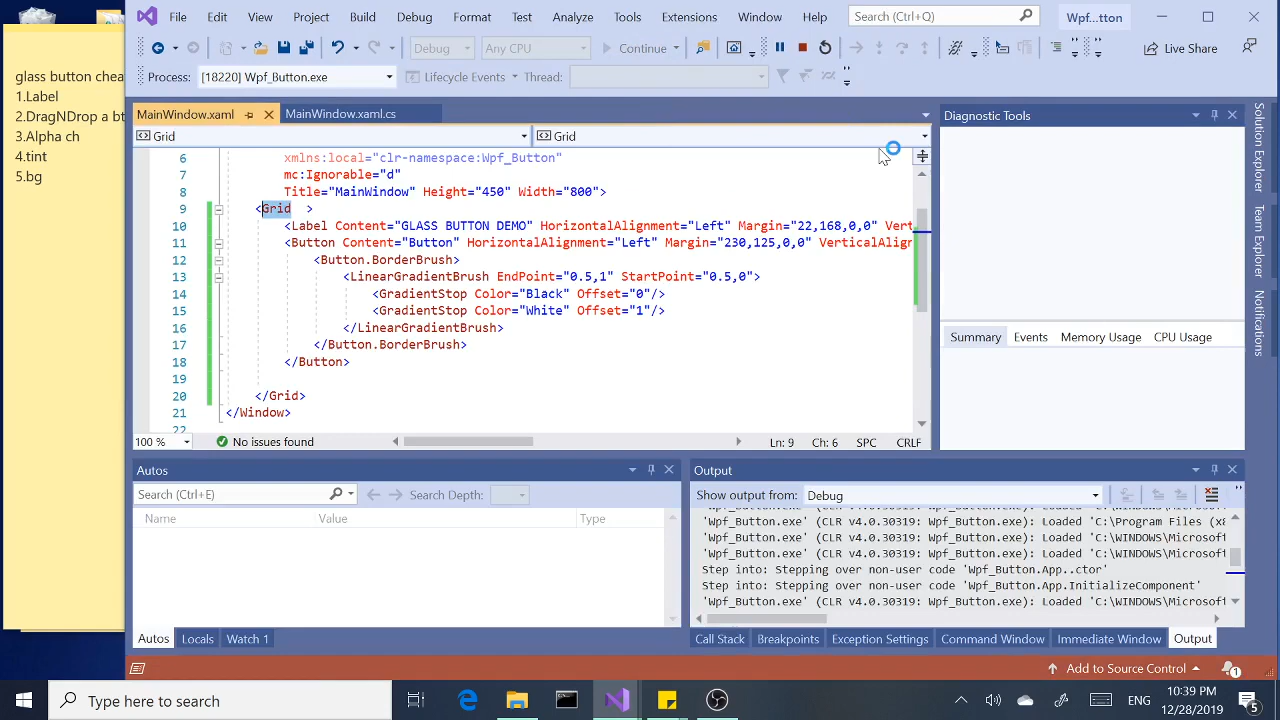 File Edit View Project Build Debug Format Test Analyze Tools Extensions Window Help Search (Ctrl+Q) Wpf...tton
Debug Any CPU Continue Live Share
Process: [18220] Wpf_Button.exe Lifecycle Events Thread:
glass button chea
1.Label
2.DragNDrop a bt
3.Alpha ch
4.tint
5.bg
MainWindow.xaml MainWindow.xaml.cs
Grid Grid
6 xmlns:local="clr-namespace:Wpf_Button"
7 mc:Ignorable="d"
8 Title="MainWindow" Height="450" Width="800">
9 <Grid >
10 <Label Content="GLASS BUTTON DEMO" HorizontalAlignment="Left" Margin="22,168,0,0" Vert
11 <Button Content="Button" HorizontalAlignment="Left" Margin="230,125,0,0" VerticalAlign
12 <Button.BorderBrush>
13 <LinearGradientBrush EndPoint="0.5,1" StartPoint="0.5,0">
14 <GradientStop Color="Black" Offset="0"/>
15 <GradientStop Color="White" Offset="1"/>
16 </LinearGradientBrush>
17 </Button.BorderBrush>
18 </Button>
19
20 </Grid>
21 </Window>
22
100 % No issues found Ln: 9 Ch: 6 SPC CRLF
Diagnostic Tools
Summary Events Memory Usage CPU Usage
Solution Explorer
Team Explorer
Notifications
Autos
Search (Ctrl+E) Search Depth:
Name Value Type
Autos Locals Watch 1
Output
Show output from: Debug
'Wpf_Button.exe' (CLR v4.0.30319: Wpf_Button.exe): Loaded 'C:\Program Files (x8
'Wpf_Button.exe' (CLR v4.0.30319: Wpf_Button.exe): Loaded 'C:\WINDOWS\Microsoft
'Wpf_Button.exe' (CLR v4.0.30319: Wpf_Button.exe): Loaded 'C:\WINDOWS\Microsoft
Step into: Stepping over non-user code 'Wpf_Button.App..ctor'
Step into: Stepping over non-user code 'Wpf_Button.App.InitializeComponent'
'Wpf_Button.exe' (CLR v4.0.30319: Wpf_Button.exe): Loaded 'C:\WINDOWS\Microsoft
Call Stack Breakpoints Exception Settings Command Window Immediate Window Output
Add to Source Control 1
Type here to search
ENG
10:39 PM
12/28/2019
5